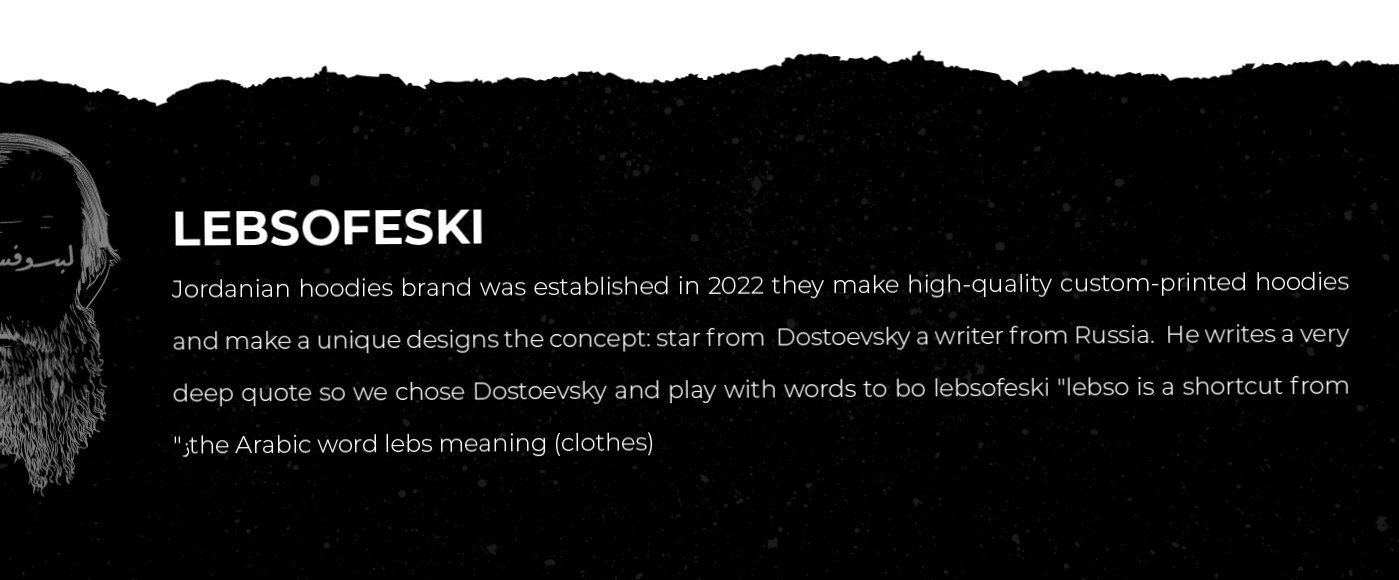 LEBSOFESKI
Jordanian hoodies brand was established in 2022 they make high-quality custom-printed hoodies
and make a unique designs the concept: star from Dostoevsky a writer from Russia. He writes a very
deep quote so we chose Dostoevsky and play with words to bo lebsofeski "lebso is a shortcut from
"ژthe Arabic word lebs meaning (clothes)